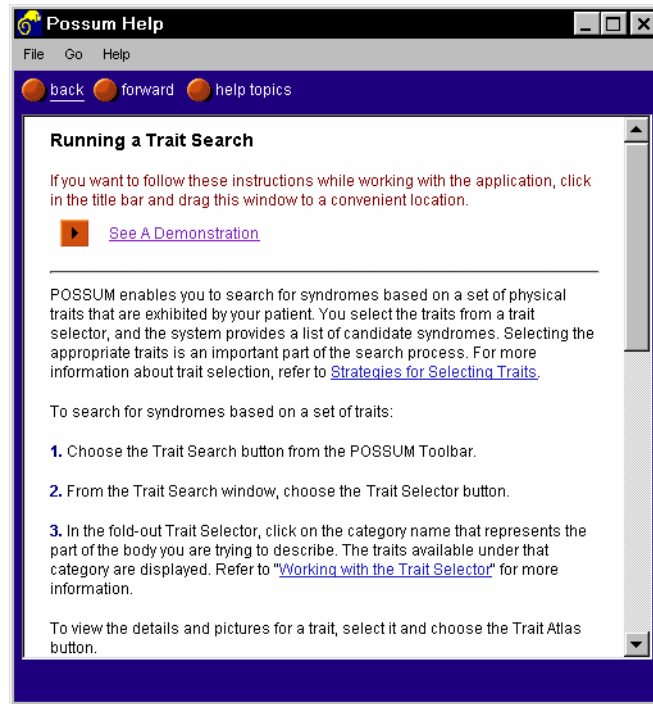 Possum Help
File Go Help
back forward help topics
Running a Trait Search
If you want to follow these instructions while working with the application, click
in the title bar and drag this window to a convenient location.
See A Demonstration
POSSUM enables you to search for syndromes based on a set of physical
traits that are exhibited by your patient. You select the traits from a trait
selector, and the system provides a list of candidate syndromes. Selecting the
appropriate traits is an important part of the search process. For more
information about trait selection, refer to Strategies for Selecting Traits.
To search for syndromes based on a set of traits:
1. Choose the Trait Search button from the POSSUM Toolbar.
2. From the Trait Search window, choose the Trait Selector button.
3. In the fold-out Trait Selector, click on the category name that represents the
part of the body you are trying to describe. The traits available under that
category are displayed. Refer to "Working with the Trait Selector" for more
information.
To view the details and pictures for a trait, select it and choose the Trait Atlas
button.